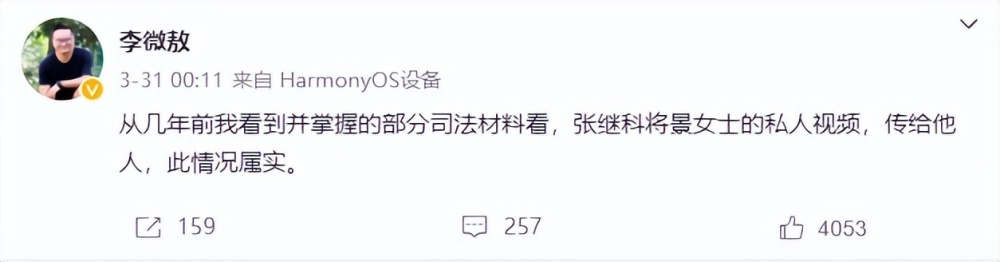 李微敖
3-31 00:11 来自 HarmonyOS设备
从几年前我看到并掌握的部分司法材料看，张继科将景女士的私人视频，传给他
人，此情况属实。
159 257 4053